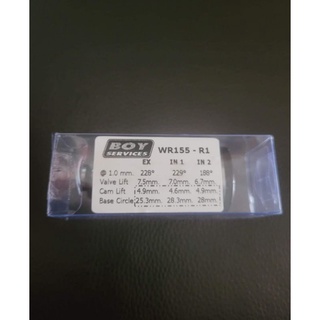 BOY
SERVICES
WR155 - R1
EX IN 1 IN 2
@ 1.0 mm. 228° 229° 188°
Valve Lift 7.5mm. 7.0mm. 6.7mm.
Cam Lift 4.9mm. 4.6mm. 4.9mm.
Base Circle 25.3mm. 28.3mm. 28mm.